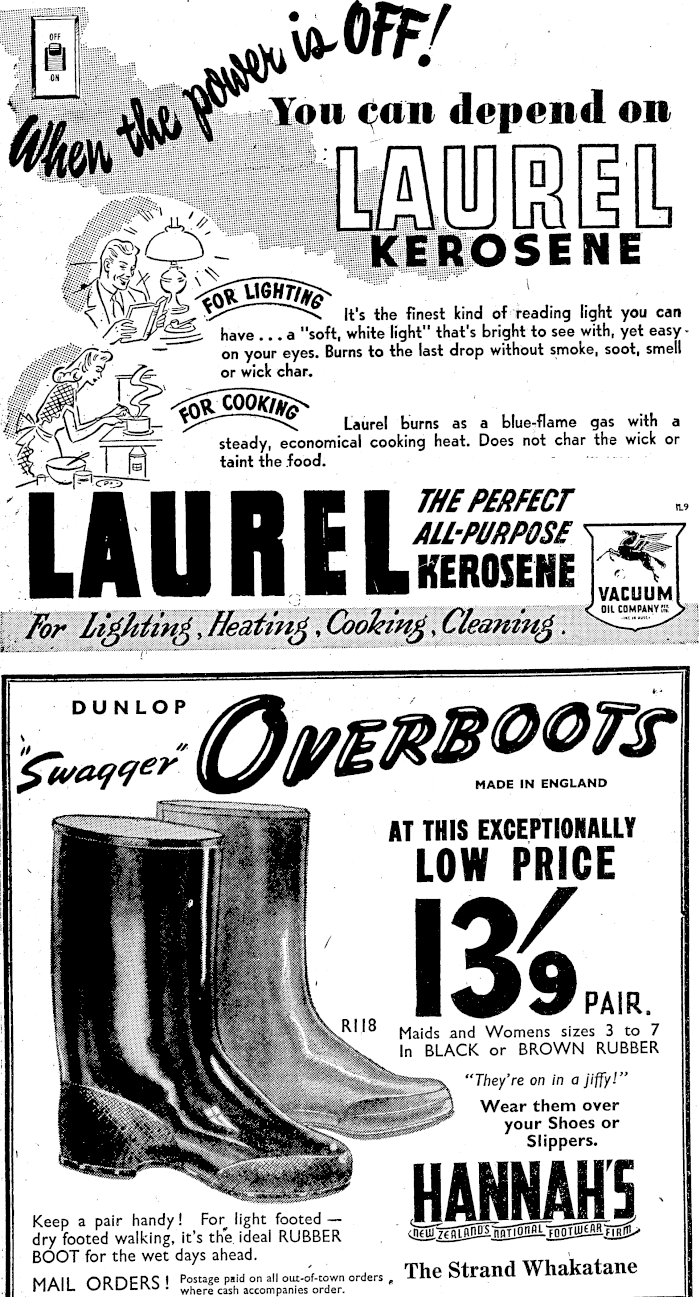 OFF
ON
When the power is OFF!
You can depend on
LAUREL
KEROSENE
FOR LIGHTING
It's the finest kind of reading light you can
have . . . a "soft, white light" that's bright to see with, yet easy
on your eyes. Burns to the last drop without smoke, soot, smell
or wick char.
FOR COOKING
Laurel burns as a blue-flame gas with a
steady, economical cooking heat. Does not char the wick or
taint the food.
LAUREL
THE PERFECT
ALL-PURPOSE
KEROSENE
VACUUM
OIL COMPANY
For Lighting, Heating, Cooking, Cleaning.
DUNLOP
"Swagger" OVERBOOTS
MADE IN ENGLAND
AT THIS EXCEPTIONALLY
LOW PRICE
13/9 PAIR.
R118
Maids and Womens sizes 3 to 7
In BLACK or BROWN RUBBER
"They're on in a jiffy!"
Wear them over
your Shoes or
Slippers.
HANNAH'S
NEW ZEALAND'S NATIONAL FOOTWEAR FIRM
Keep a pair handy! For light footed —
dry footed walking, it's the ideal RUBBER
BOOT for the wet days ahead.
MAIL ORDERS! Postage paid on all out-of-town orders
where cash accompanies order.
The Strand Whakatane